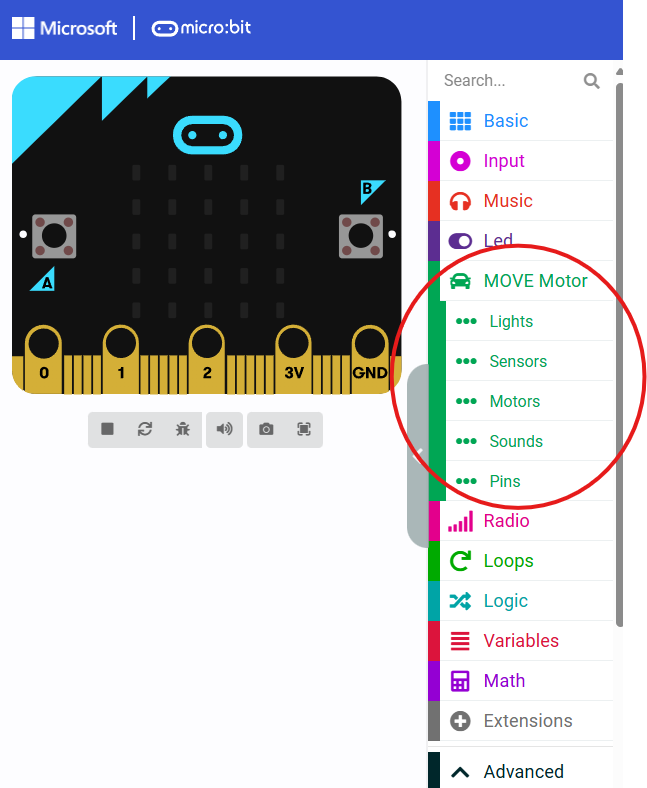 Microsoft micro:bit
Search...
B
A
0 1 2 3V GND
Basic
Input
Music
Led
MOVE Motor
Lights
Sensors
Motors
Sounds
Pins
Radio
Loops
Logic
Variables
Math
Extensions
Advanced